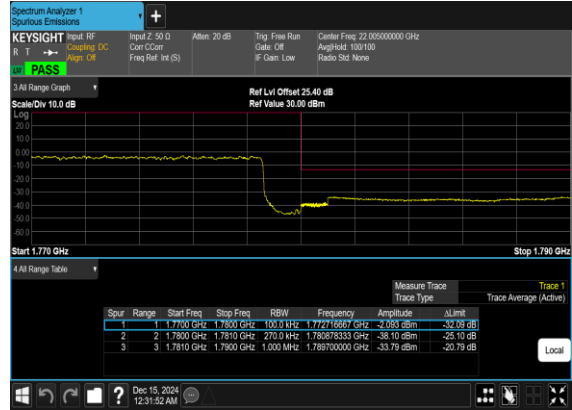 Spectrum Analyzer 1
Spurious Emissions
KEYSIGHT Input: RF Input Z: 50 Ω Atten: 20 dB Trig: Free Run Center Freq: 22.005000000 GHz
R T Coupling: DC Corr CCorr Gate: Off Avg|Hold: 100/100
Align: Off Freq Ref: Int (S) IF Gain: Low Radio Std: None
LW PASS
3 All Range Graph
Ref Lvl Offset 25.40 dB
Scale/Div 10.0 dB Ref Value 30.00 dBm
Log
20.0
10.0
0.00
-10.0
-20.0
-30.0
-40.0
-50.0
-60.0
Start 1.770 GHz Stop 1.790 GHz
4 All Range Table
Measure Trace Trace 1
Trace Type Trace Average (Active)
Spur Range Start Freq Stop Freq RBW Frequency Amplitude ΔLimit
1 1 1.7700 GHz 1.7800 GHz 100.0 kHz 1.772716667 GHz -2.093 dBm -32.09 dB
2 2 1.7800 GHz 1.7810 GHz 270.0 kHz 1.780878333 GHz -38.10 dBm -25.10 dB
3 3 1.7810 GHz 1.7900 GHz 1.000 MHz 1.789700000 GHz -33.79 dBm -20.79 dB
Local
Dec 15, 2024
12:31:52 AM